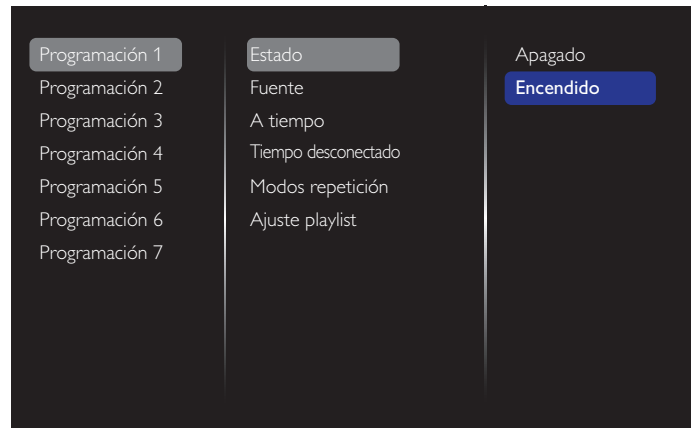 Programación 1
Programación 2
Programación 3
Programación 4
Programación 5
Programación 6
Programación 7
Estado
Fuente
A tiempo
Tiempo desconectado
Modos repetición
Ajuste playlist
Apagado
Encendido